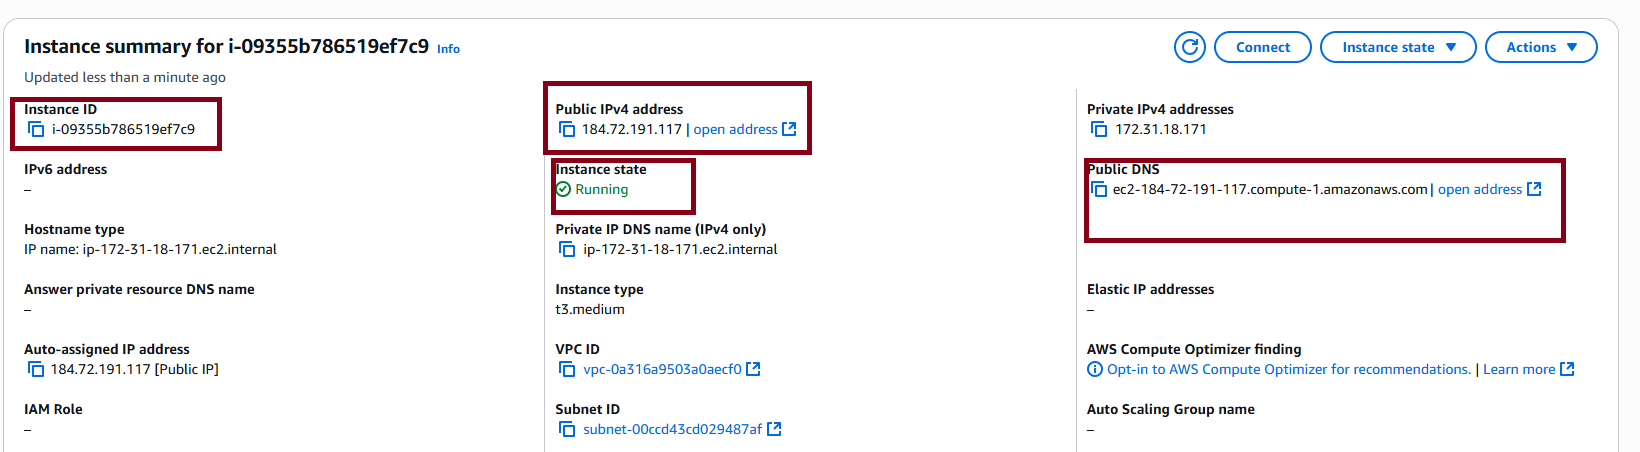 Instance summary for i-09355b786519ef7c9 Info
Connect
Instance state
Actions
Updated less than a minute ago
Instance ID
i-09355b786519ef7c9
Public IPv4 address
184.72.191.117 | open address
Private IPv4 addresses
172.31.18.171
IPv6 address
–
Instance state
Running
Public DNS
ec2-184-72-191-117.compute-1.amazonaws.com | open address
Hostname type
IP name: ip-172-31-18-171.ec2.internal
Private IP DNS name (IPv4 only)
ip-172-31-18-171.ec2.internal
Answer private resource DNS name
–
Instance type
t3.medium
Elastic IP addresses
–
Auto-assigned IP address
184.72.191.117 [Public IP]
VPC ID
vpc-0a316a9503a0aecf0
AWS Compute Optimizer finding
Opt-in to AWS Compute Optimizer for recommendations. | Learn more
IAM Role
–
Subnet ID
subnet-00ccd43cd029487af
Auto Scaling Group name
–